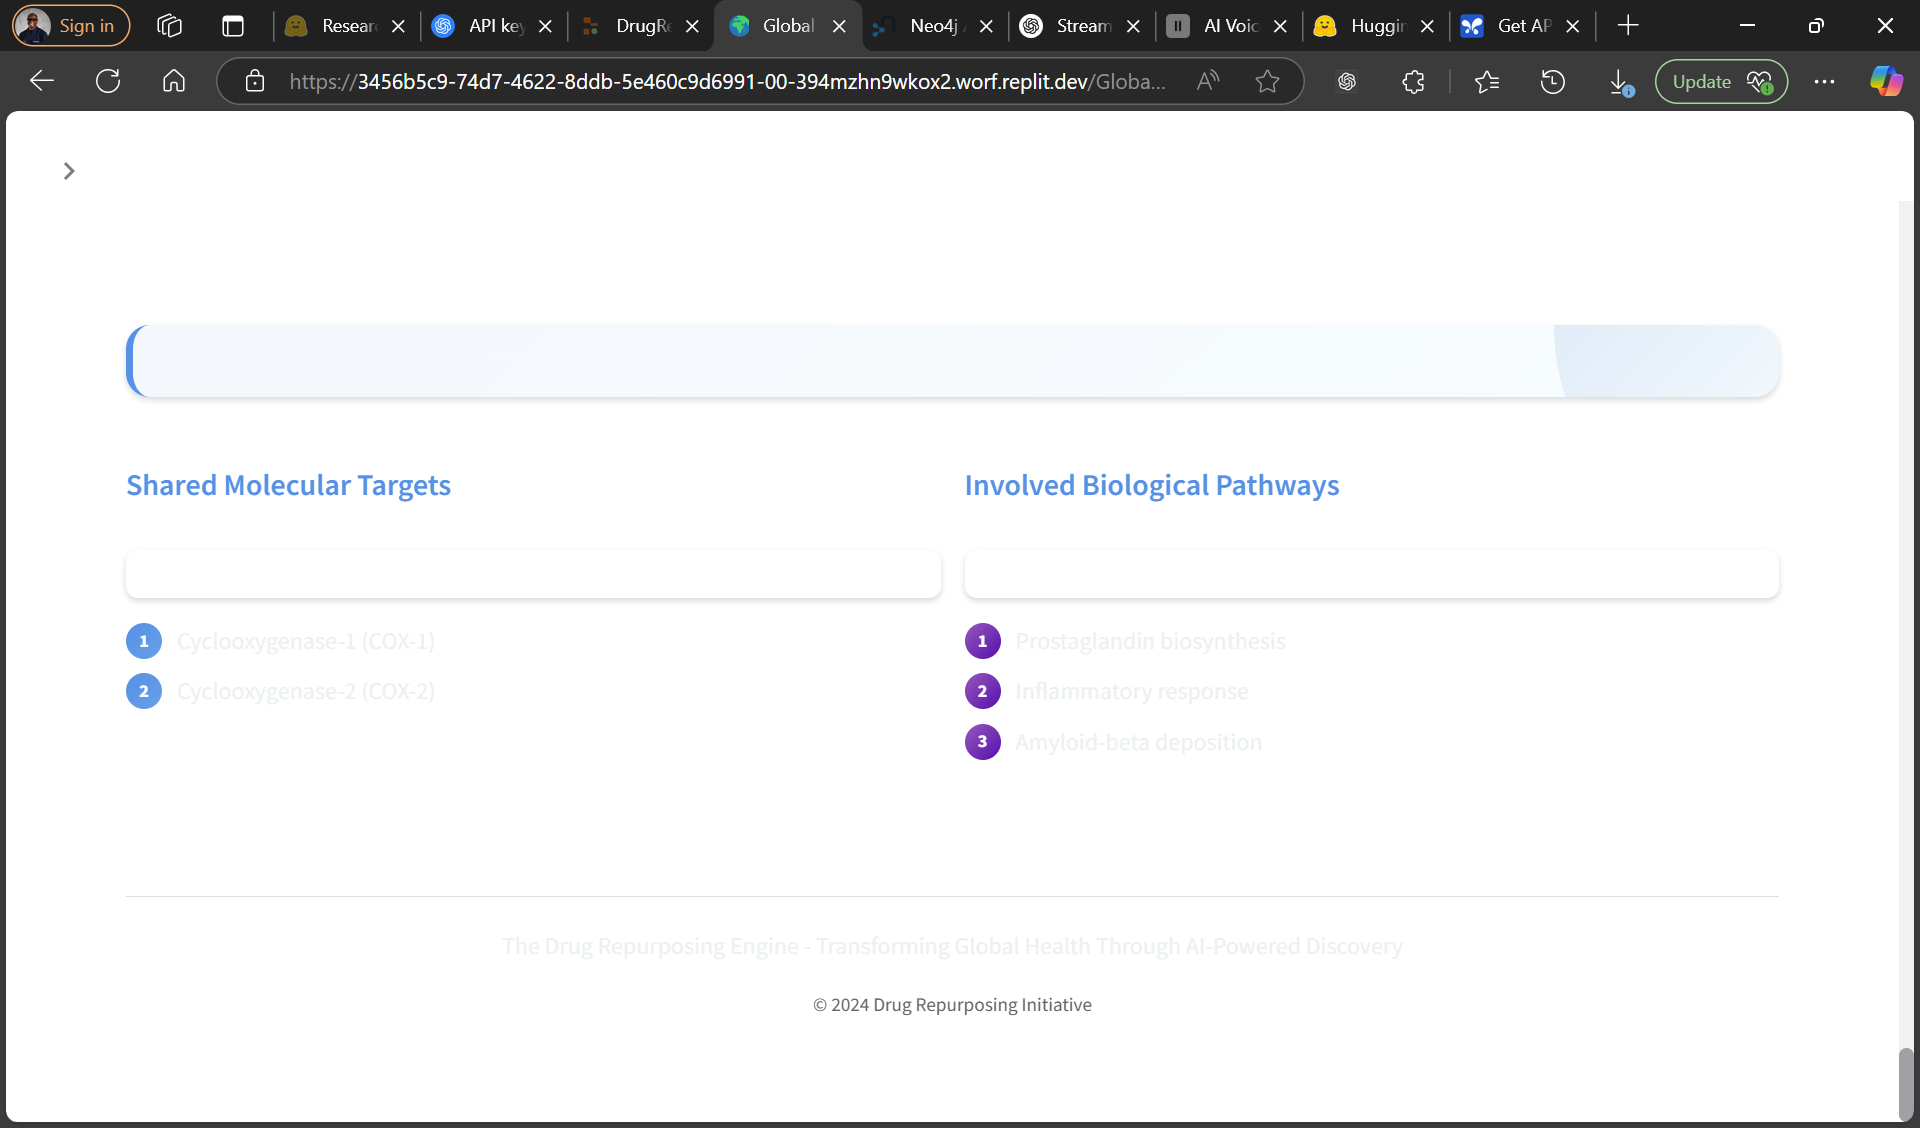 Sign in
Resear
API key
DrugRe
Global
Neo4j
Stream
AI Voic
Huggin
Get AP
https://3456b5c9-74d7-4622-8ddb-5e460c9d6991-00-394mzhn9wkox2.worf.replit.dev/Globa...
Update
Shared Molecular Targets
1 Cyclooxygenase-1 (COX-1)
2 Cyclooxygenase-2 (COX-2)
Involved Biological Pathways
1 Prostaglandin biosynthesis
2 Inflammatory response
3 Amyloid-beta deposition
The Drug Repurposing Engine - Transforming Global Health Through AI-Powered Discovery
© 2024 Drug Repurposing Initiative